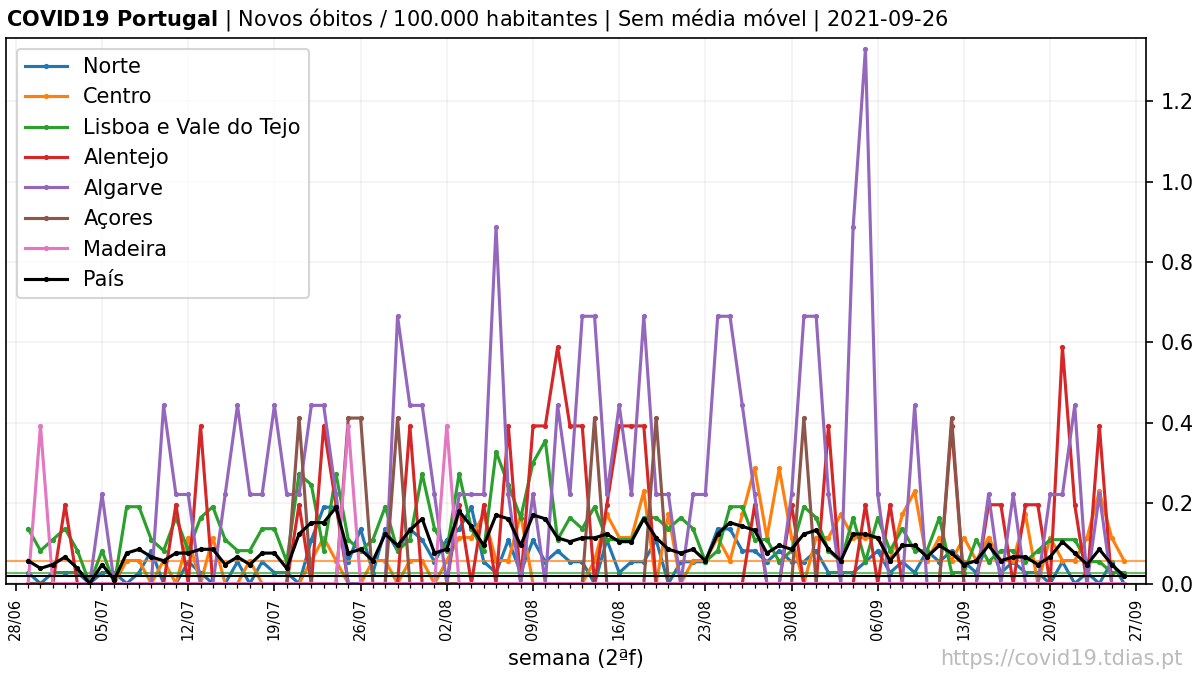 COVID19 Portugal | Novos óbitos / 100.000 habitantes | Sem média móvel | 2021-09-26
Norte
Centro
Lisboa e Vale do Tejo
Alentejo
Algarve
Açores
Madeira
País
1.2
1.0
0.8
0.6
0.4
0.2
0.0
28/06
05/07
12/07
19/07
26/07
02/08
09/08
16/08
23/08
30/08
06/09
13/09
20/09
27/09
semana (2ªf)
https://covid19.tdias.pt